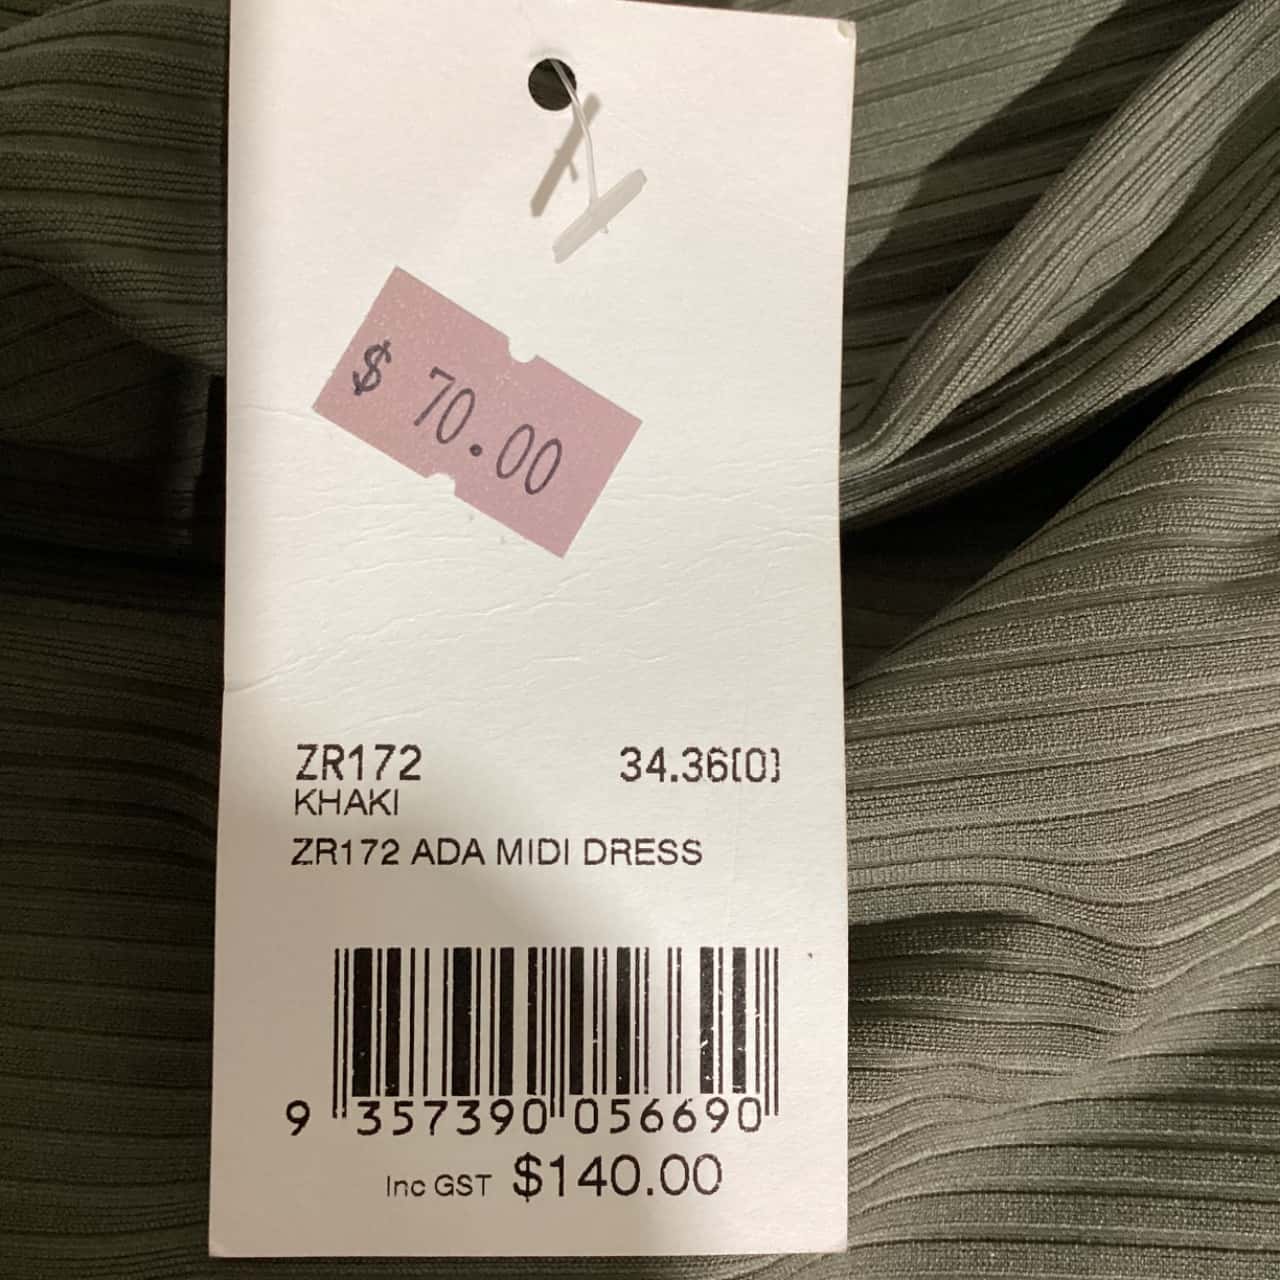 $ 70.00
ZR172 34.36[0]
KHAKI
ZR172 ADA MIDI DRESS
9 357390 056690
Inc GST $140.00